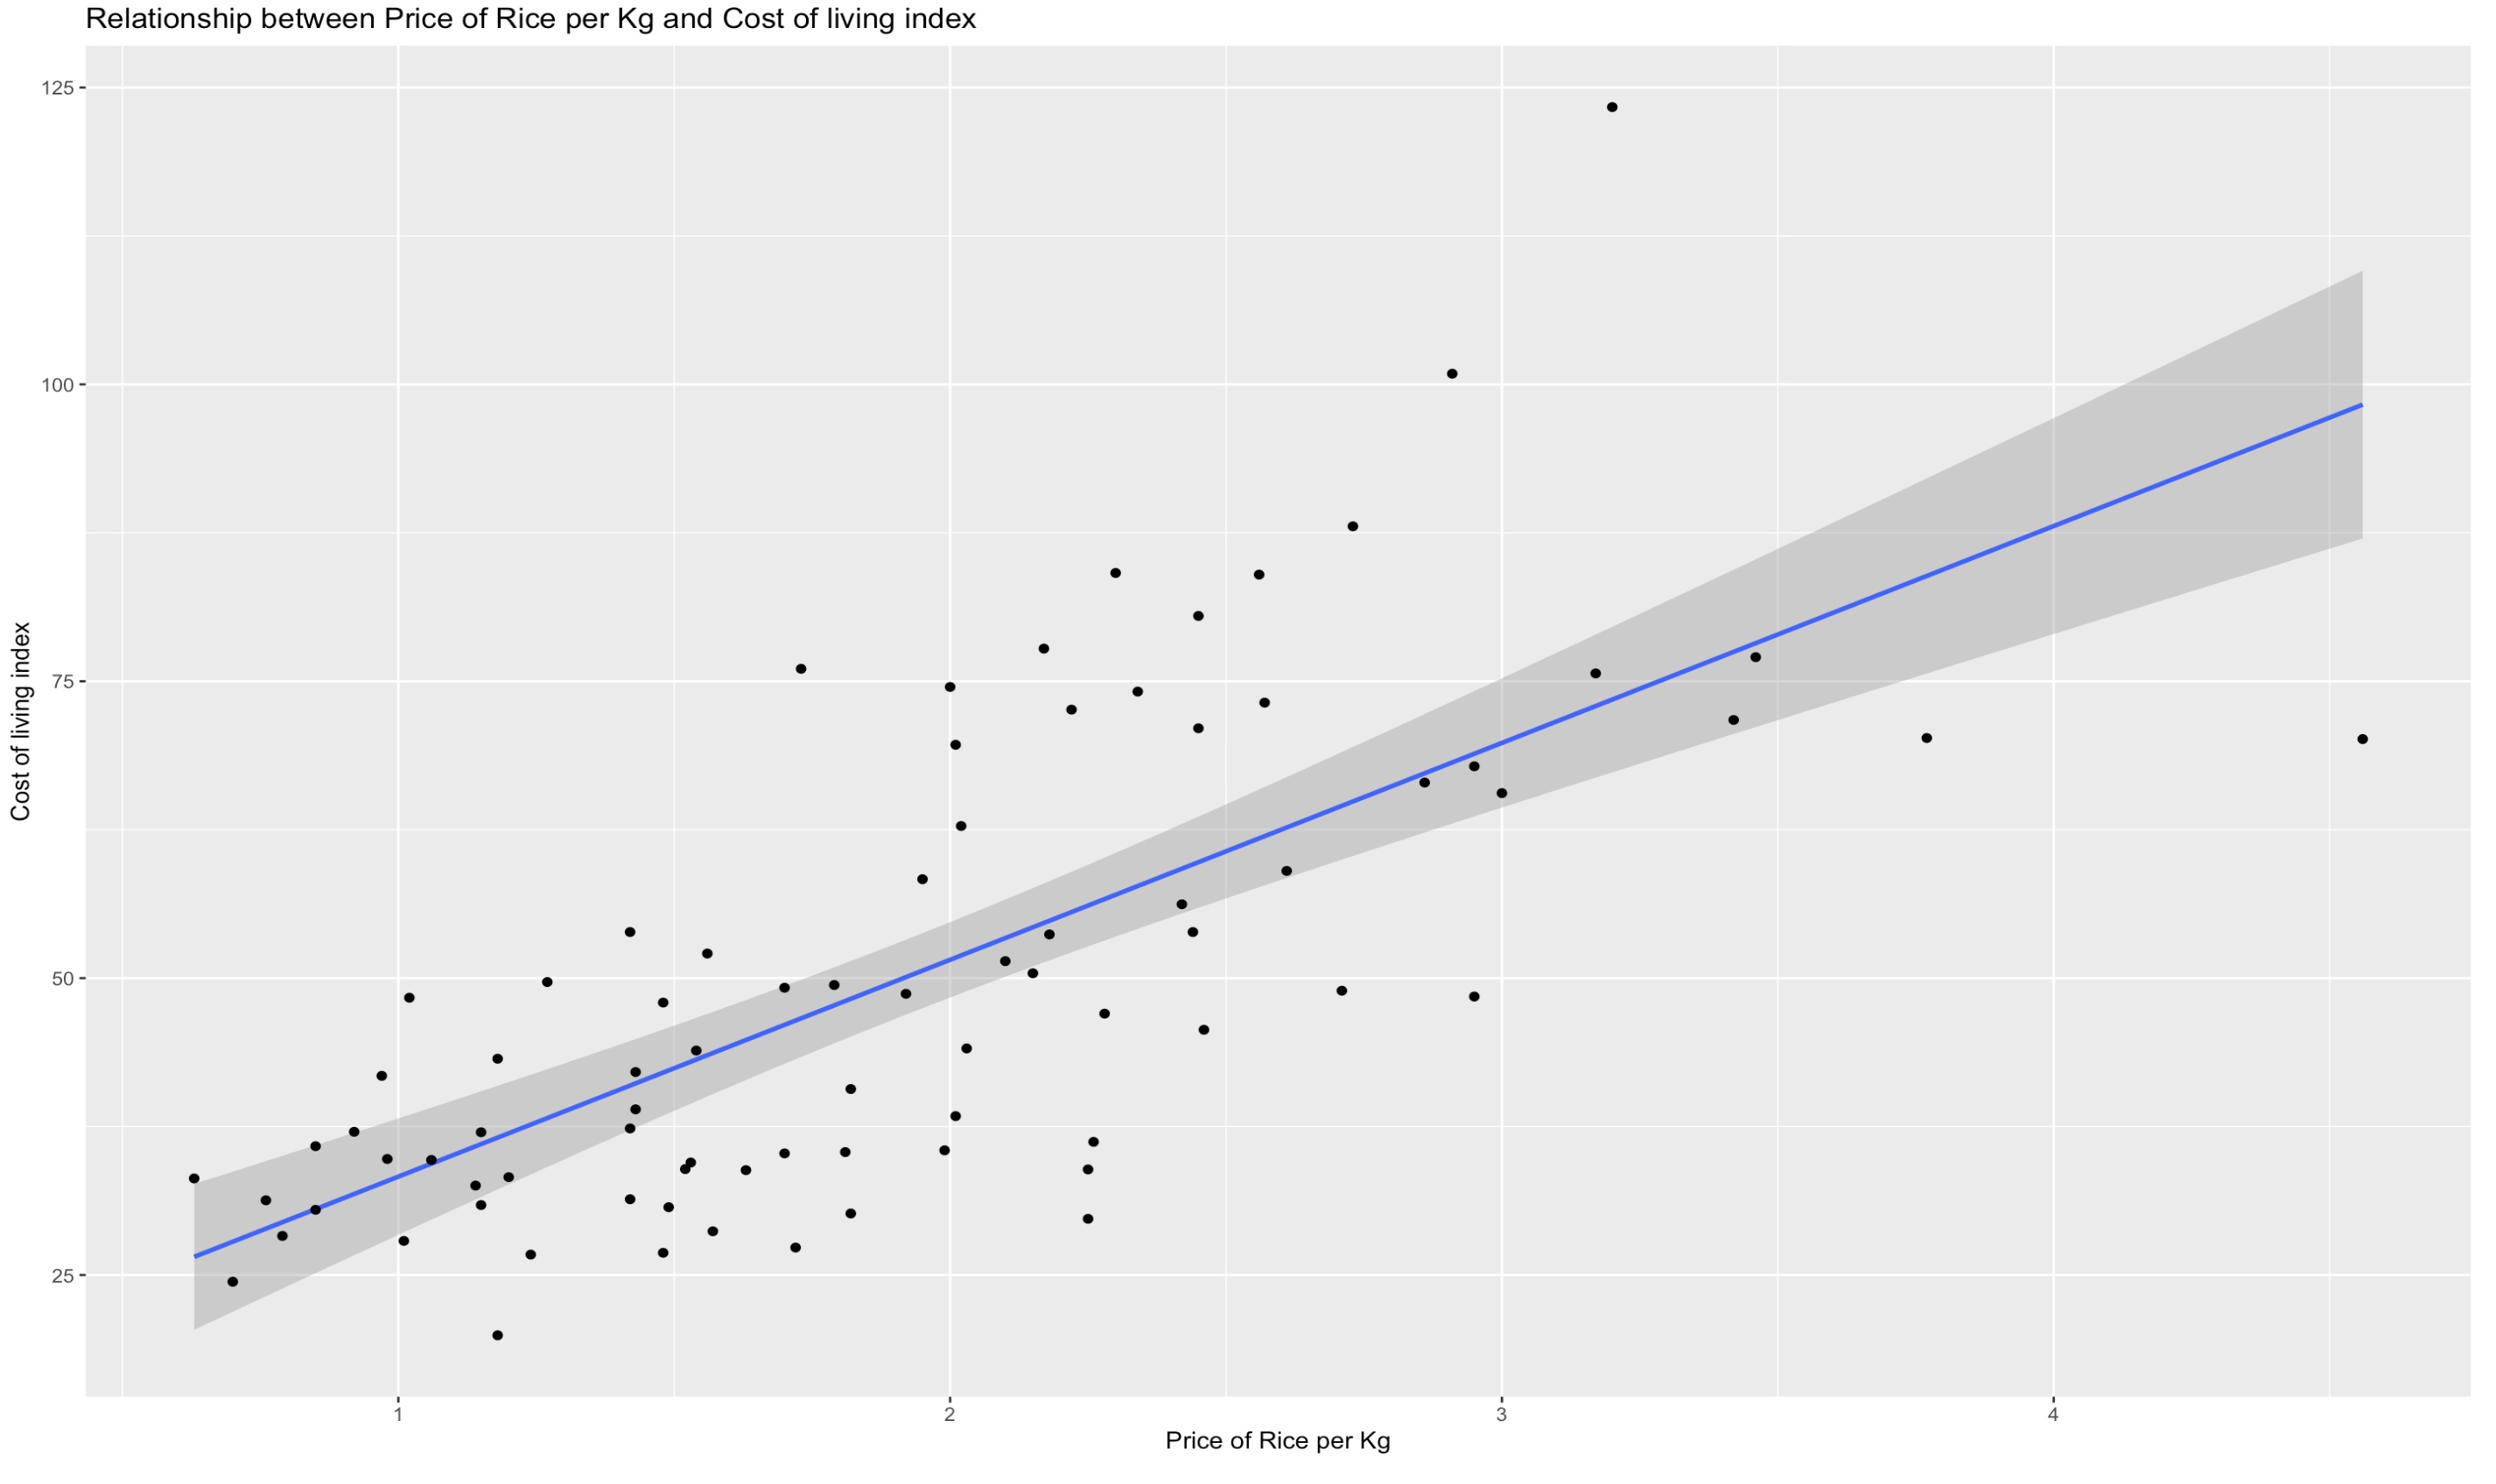 Relationship between Price of Rice per Kg and Cost of living index
125
100
75
50
25
Cost of living index
1 2 3 4
Price of Rice per Kg